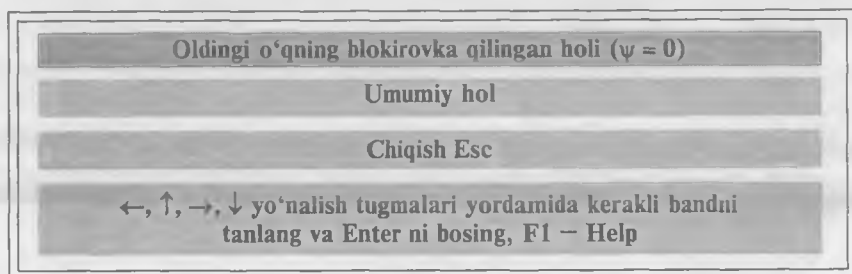 Oldingi o‘qning blokirovka qilingan holi (ψ = 0)
Umumiy hol
Chiqish Esc
←, ↑, →, ↓ yo‘nalish tugmalari yordamida kerakli bandni
tanlang va Enter ni bosing, F1 — Help